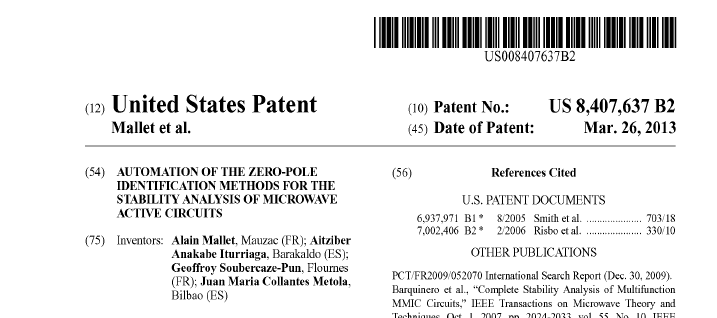 US008407637B2
(12) United States Patent
Mallet et al.
(10) Patent No.: US 8,407,637 B2
(45) Date of Patent: Mar. 26, 2013
(54) AUTOMATION OF THE ZERO-POLE
IDENTIFICATION METHODS FOR THE
STABILITY ANALYSIS OF MICROWAVE
ACTIVE CIRCUITS
(75) Inventors: Alain Mallet, Mauzac (FR); Aitziber
Anakabe Iturriaga, Barakaldo (ES);
Geoffroy Soubercaze-Pun, Flournes
(FR); Juan Maria Collantes Metola,
Bilbao (ES)
(56) References Cited
U.S. PATENT DOCUMENTS
6,937,971 B1 * 8/2005 Smith et al. ..................... 703/18
7,002,406 B2 * 2/2006 Risbo et al. ..................... 330/10
OTHER PUBLICATIONS
PCT/FR2009/052070 International Search Report (Dec. 30, 2009).
Barquinero et al., “Complete Stability Analysis of Multifunction
MMIC Circuits,” IEEE Transactions on Microwave Theory and
Techniques, Oct. 1, 2007, pp. 2024-2033, vol. 55, No. 10, IEEE